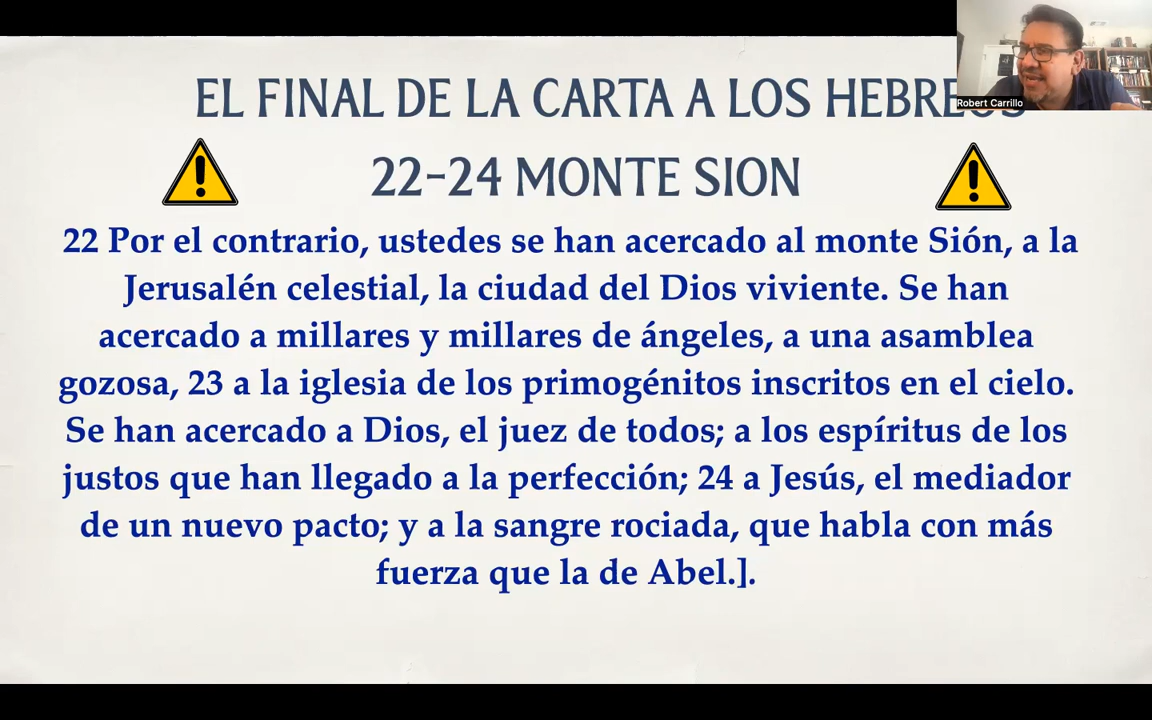 EL FINAL DE LA CARTA A LOS HEBREOS
Robert Carrillo
22-24 MONTE SION
22 Por el contrario, ustedes se han acercado al monte Sión, a la
Jerusalén celestial, la ciudad del Dios viviente. Se han
acercado a millares y millares de ángeles, a una asamblea
gozosa, 23 a la iglesia de los primogénitos inscritos en el cielo.
Se han acercado a Dios, el juez de todos; a los espíritus de los
justos que han llegado a la perfección; 24 a Jesús, el mediador
de un nuevo pacto; y a la sangre rociada, que habla con más
fuerza que la de Abel.].